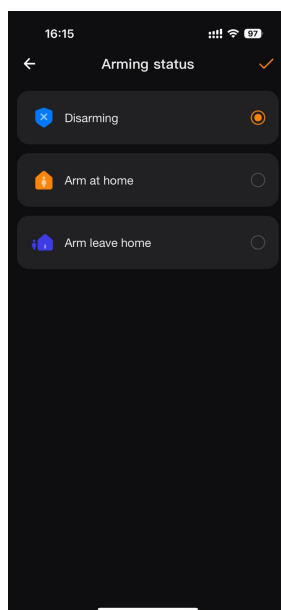 16:15
97
Arming status
Disarming
Arm at home
Arm leave home